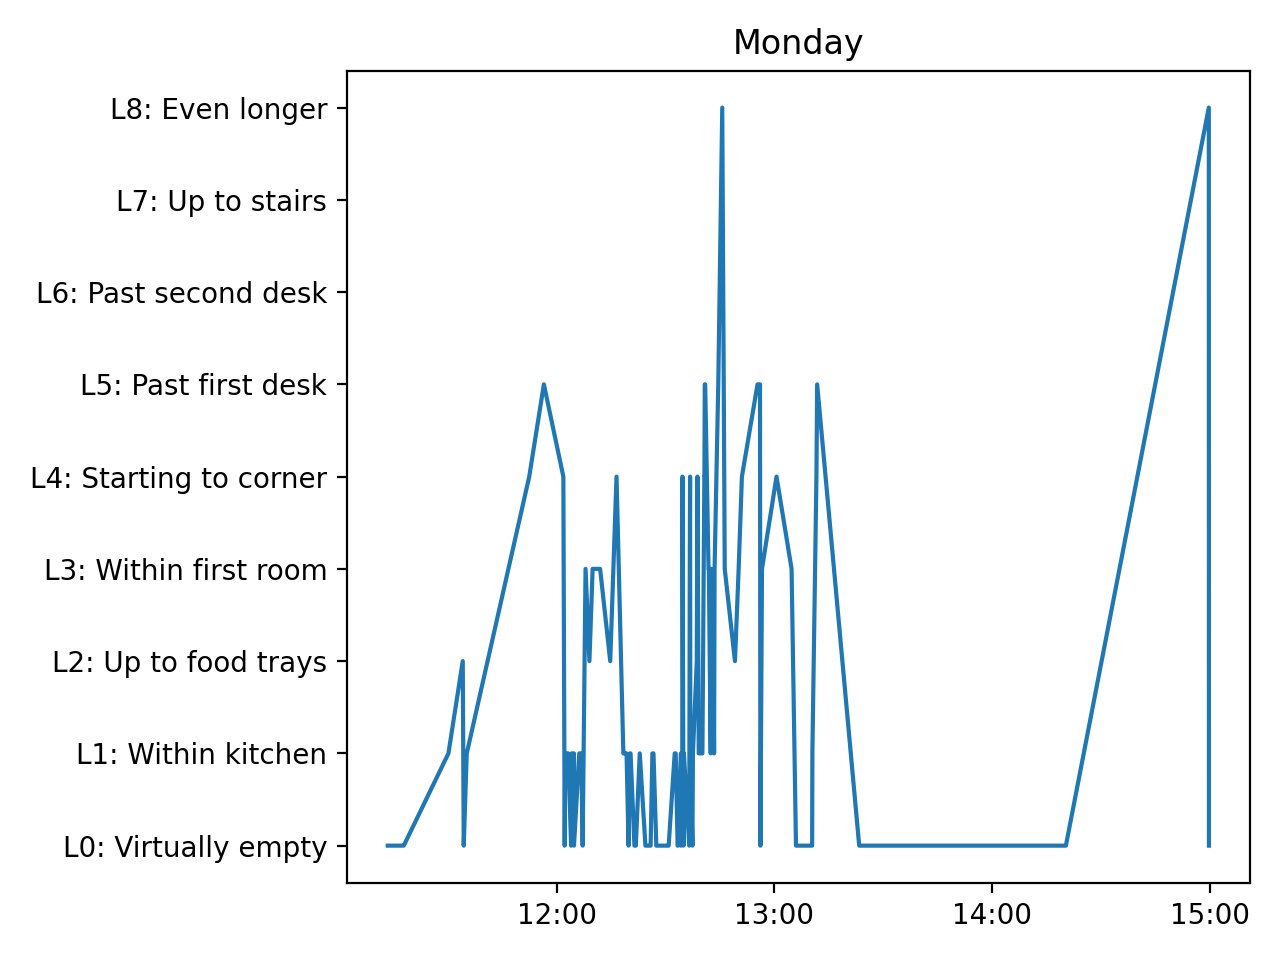 Monday
L8: Even longer
L7: Up to stairs
L6: Past second desk
L5: Past first desk
L4: Starting to corner
L3: Within first room
L2: Up to food trays
L1: Within kitchen
L0: Virtually empty
12:00 13:00 14:00 15:00